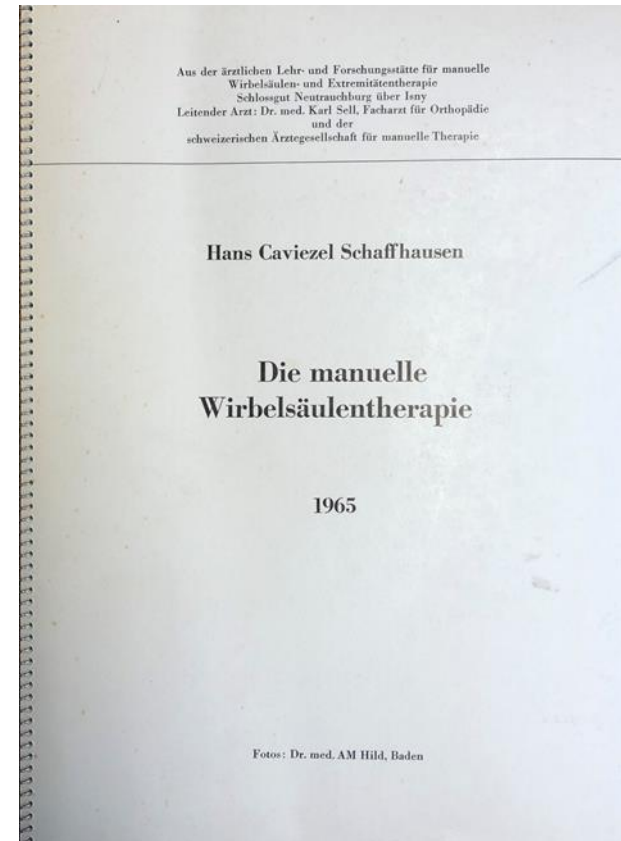 Aus der ärztlichen Lehr- und Forschungsstätte für manuelle
Wirbelsäulen- und Extremitätentherapie
Schlossgut Neutrauchburg über Isny
Leitender Arzt: Dr. med. Karl Sell, Facharzt für Orthopädie
und der
schweizerischen Ärztegesellschaft für manuelle Therapie
Hans Caviezel Schaffhausen
Die manuelle
Wirbelsäulentherapie
1965
Fotos: Dr. med. AM Hild, Baden